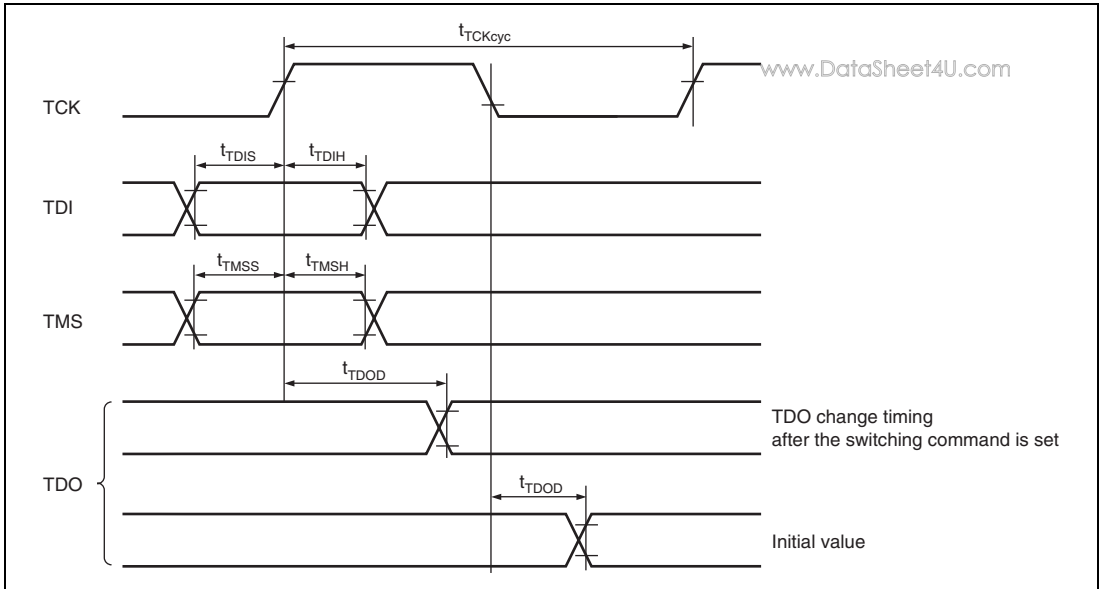 tTCKcyc
www.DataSheet4U.com
TCK
tTDIS
tTDIH
TDI
tTMSS
tTMSH
TMS
tTDOD
TDO change timing
after the switching command is set
TDO
tTDOD
Initial value